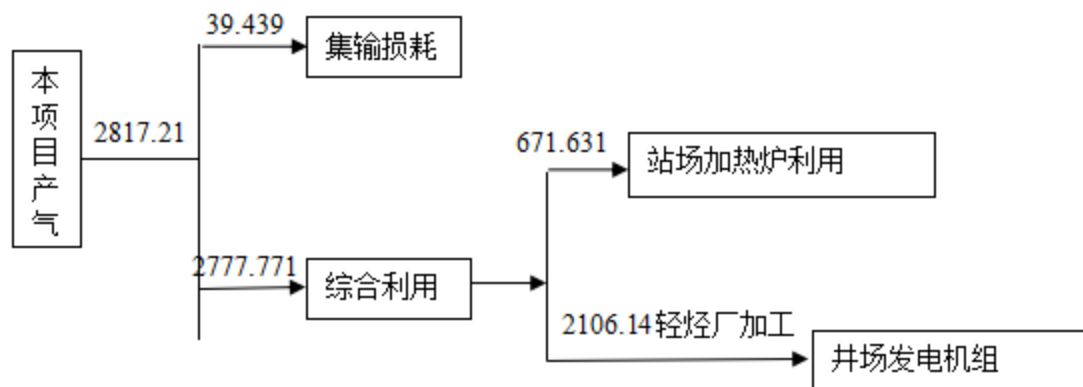 39.439
集输损耗
本项目产气
2817.21
671.631
站场加热炉利用
2777.771
综合利用
2106.14轻烃厂加工
井场发电机组